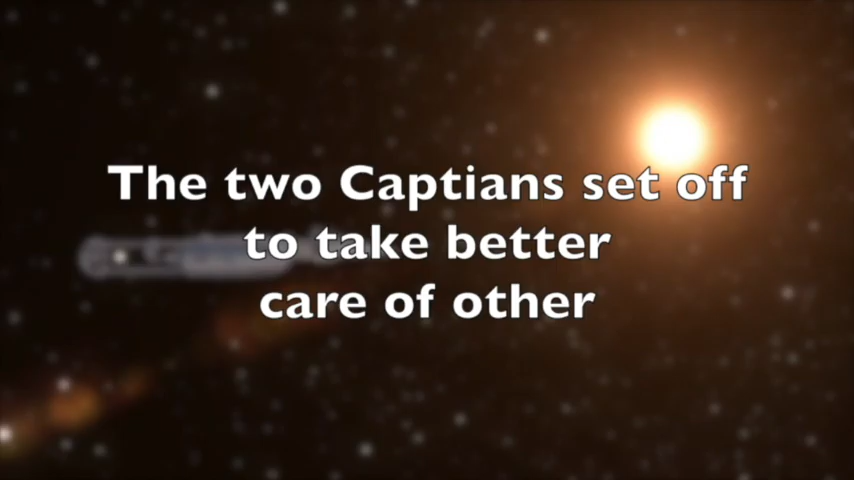 The two Captians set off
to take better
care of other